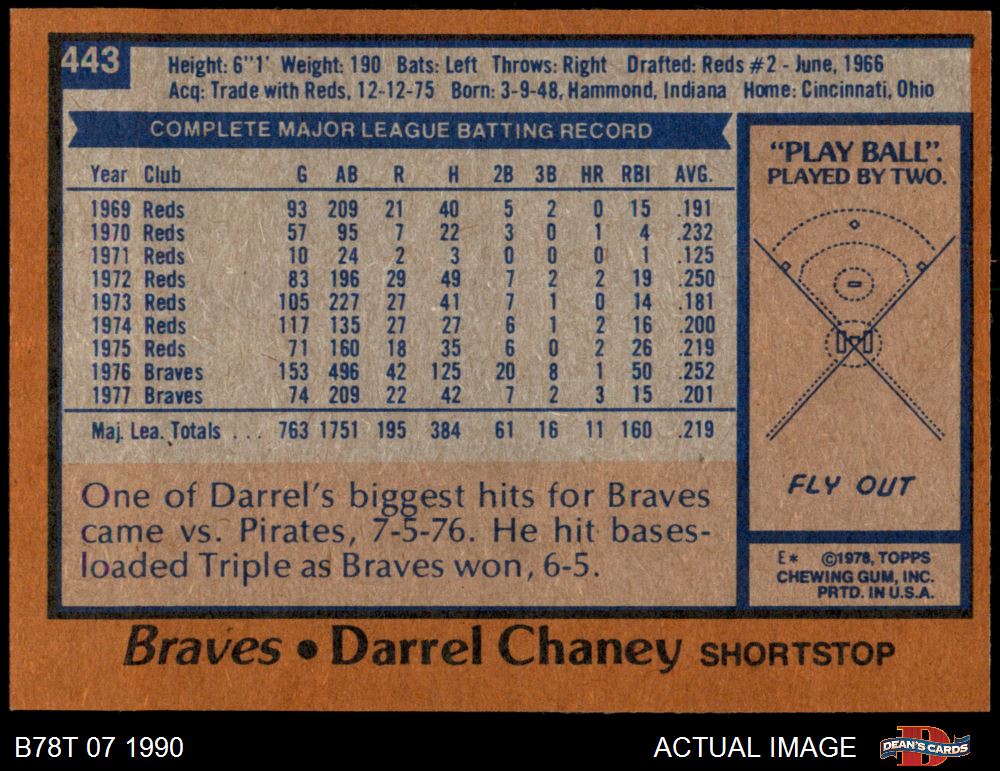 443
Height: 6"1' Weight: 190 Bats: Left Throws: Right Drafted: Reds #2 - June, 1966
Acq: Trade with Reds, 12-12-75 Born: 3-9-48, Hammond, Indiana Home: Cincinnati, Ohio
COMPLETE MAJOR LEAGUE BATTING RECORD
Year Club G AB R H 2B 3B HR RBI AVG.
1969 Reds 93 209 21 40 5 2 0 15 .191
1970 Reds 57 95 7 22 3 0 1 4 .232
1971 Reds 10 24 2 3 0 0 0 1 .125
1972 Reds 83 196 29 49 7 2 2 19 .250
1973 Reds 105 227 27 41 7 1 0 14 .181
1974 Reds 117 135 27 27 6 1 2 16 .200
1975 Reds 71 160 18 35 6 0 2 26 .219
1976 Braves 153 496 42 125 20 8 1 50 .252
1977 Braves 74 209 22 42 7 2 3 15 .201
Maj. Lea. Totals . . . 763 1751 195 384 61 16 11 160 .219
One of Darrel's biggest hits for Braves
came vs. Pirates, 7-5-76. He hit bases-
loaded Triple as Braves won, 6-5.
"PLAY BALL".
PLAYED BY TWO.
FLY OUT
E* ©1978, TOPPS
CHEWING GUM, INC.
PRTD. IN U.S.A.
Braves • Darrel Chaney SHORTSTOP
B78T 07 1990
ACTUAL IMAGE
DEAN'S CARDS